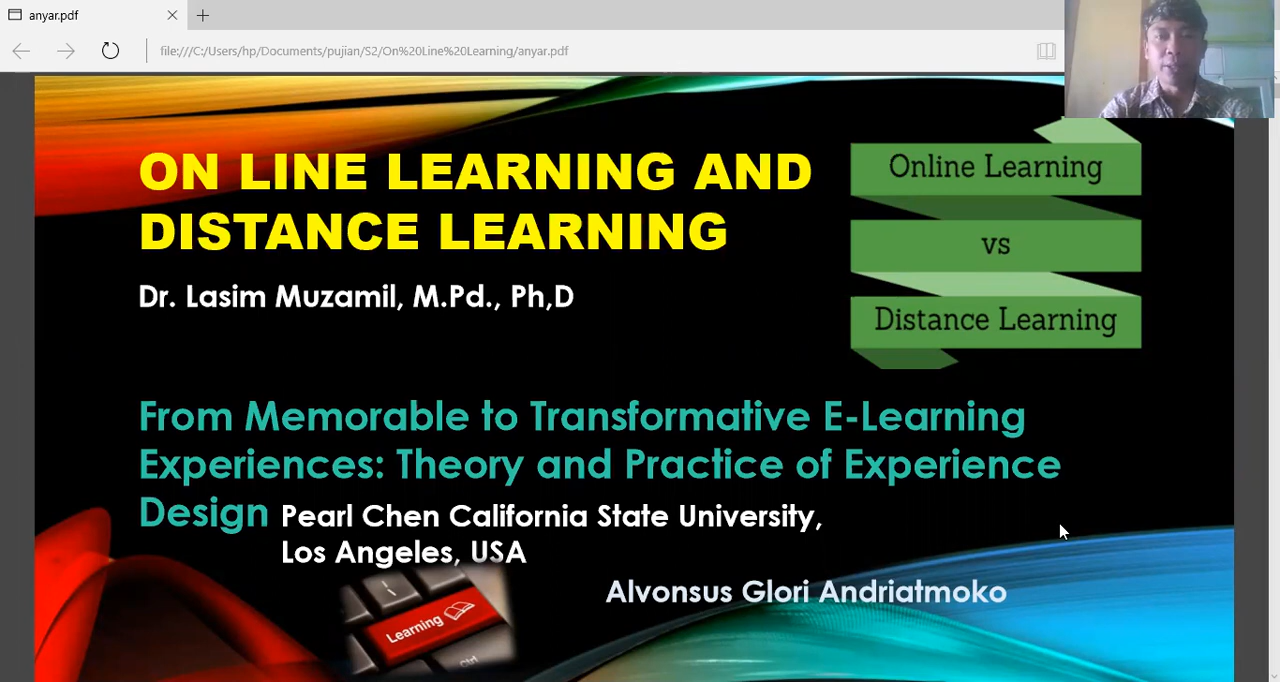 anyar.pdf
file:///C:/Users/hp/Documents/pujian/S2/On%20Line%20Learning/anyar.pdf
ON LINE LEARNING AND
DISTANCE LEARNING
Dr. Lasim Muzamil, M.Pd., Ph,D
Online Learning
vs
Distance Learning
From Memorable to Transformative E-Learning
Experiences: Theory and Practice of Experience
Design Pearl Chen California State University,
Los Angeles, USA
Alvonsus Glori Andriatmoko
Learning
Ctrl